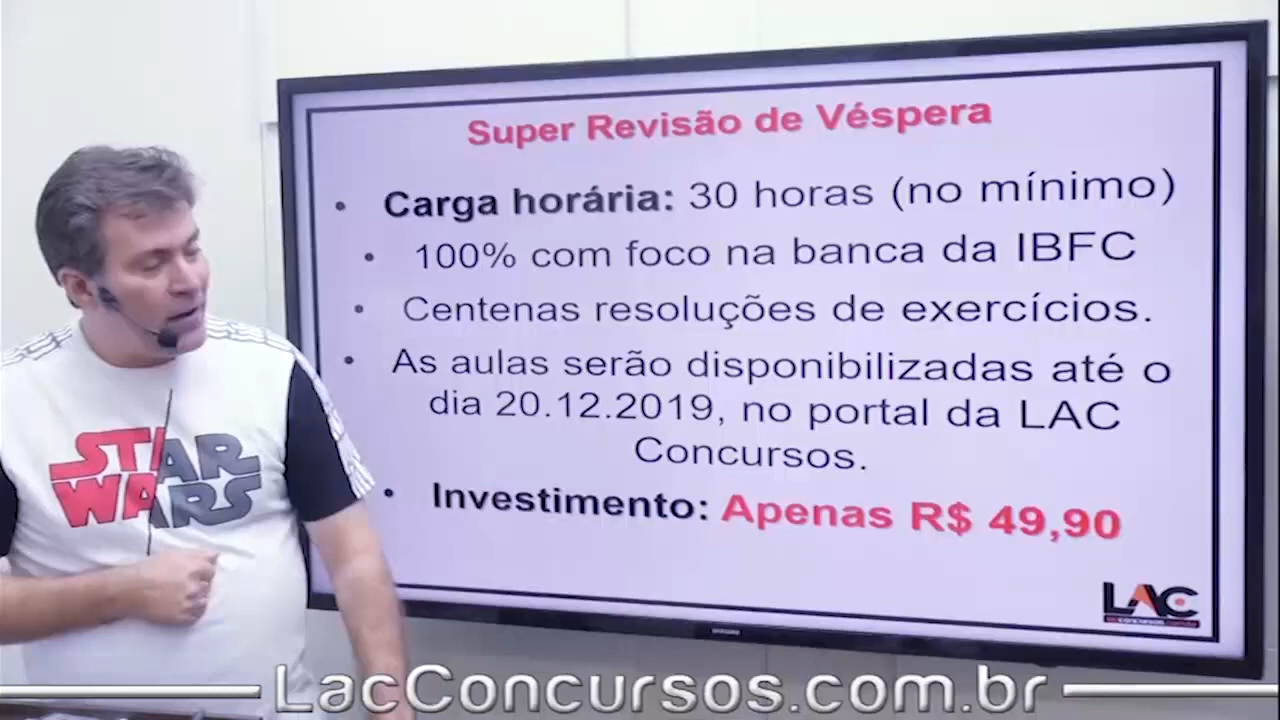 Super Revisão de Véspera
• Carga horária: 30 horas (no mínimo)
• 100% com foco na banca da IBFC
• Centenas resoluções de exercícios.
• As aulas serão disponibilizadas até o
dia 20.12.2019, no portal da LAC
Concursos.
• Investimento: Apenas R$ 49,90
LAC
STAR
WARS
SAMSUNG
LacConcursos.com.br